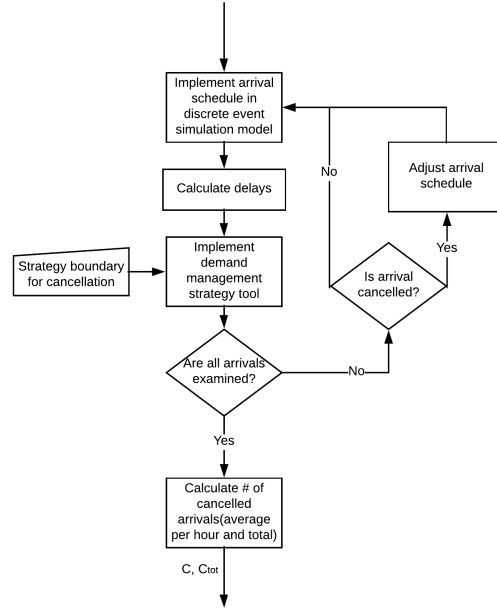 Implement arrival
schedule in
discrete event
simulation model
No
Adjust arrival
schedule
Calculate delays
Yes
Implement
demand
management
strategy tool
Strategy boundary
for cancellation
Is arrival
cancelled?
Are all arrivals
examined?
No
Yes
Calculate # of
cancelled
arrivals(average
per hour and total)
C, Ctot